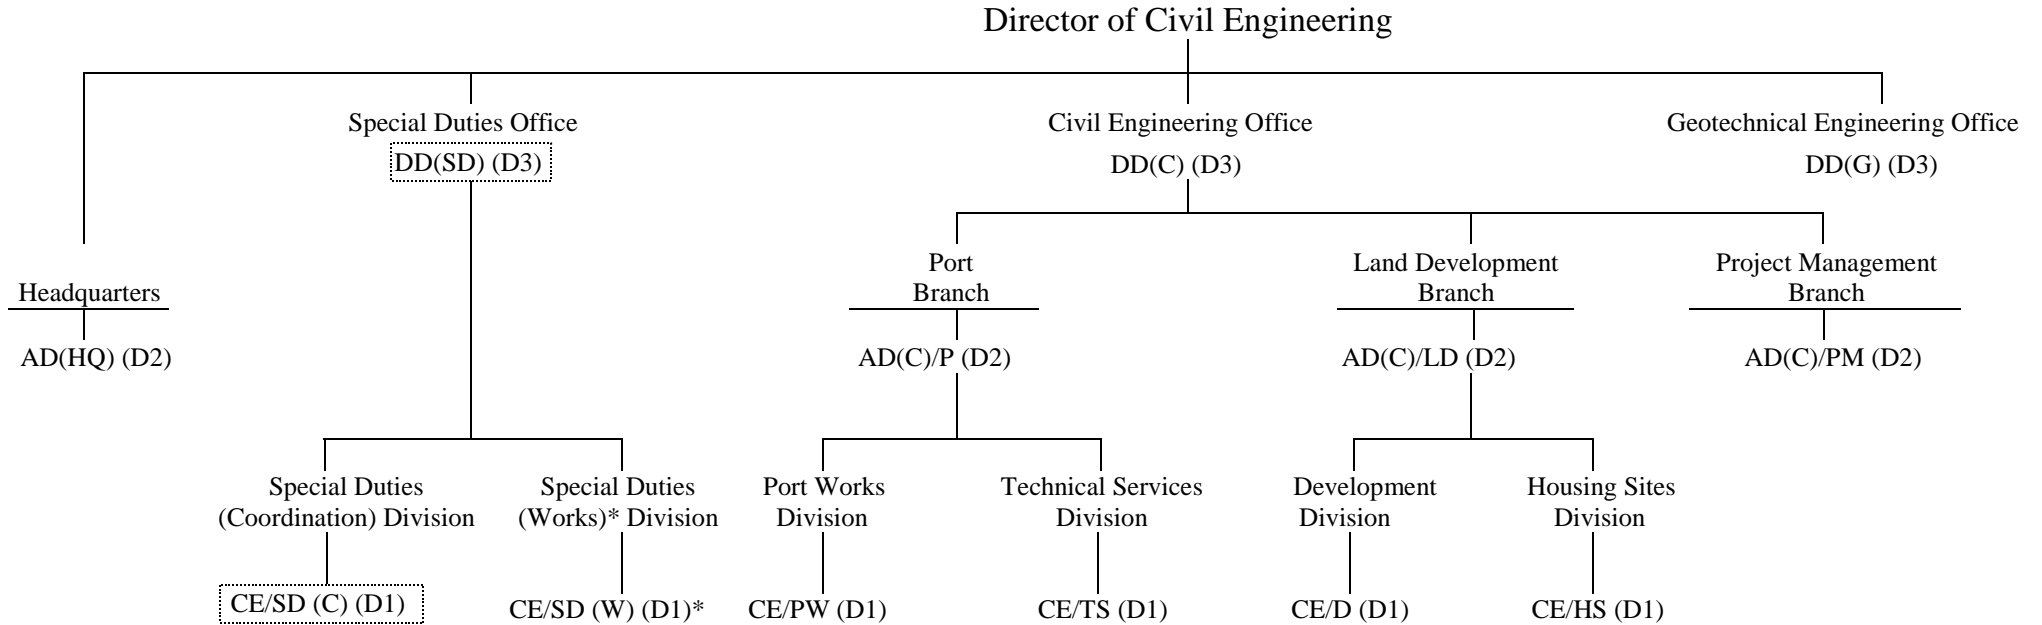 Director of Civil Engineering
Special Duties Office
Civil Engineering Office
Geotechnical Engineering Office
DD(SD) (D3)
DD(C) (D3)
DD(G) (D3)
Headquarters
Port
Branch
Land Development
Branch
Project Management
Branch
AD(HQ) (D2)
AD(C)/P (D2)
AD(C)/LD (D2)
AD(C)/PM (D2)
Special Duties
(Coordination) Division
Special Duties
(Works)* Division
Port Works
Division
Technical Services
Division
Development
Division
Housing Sites
Division
CE/SD (C) (D1)
CE/SD (W) (D1)*
CE/PW (D1)
CE/TS (D1)
CE/D (D1)
CE/HS (D1)